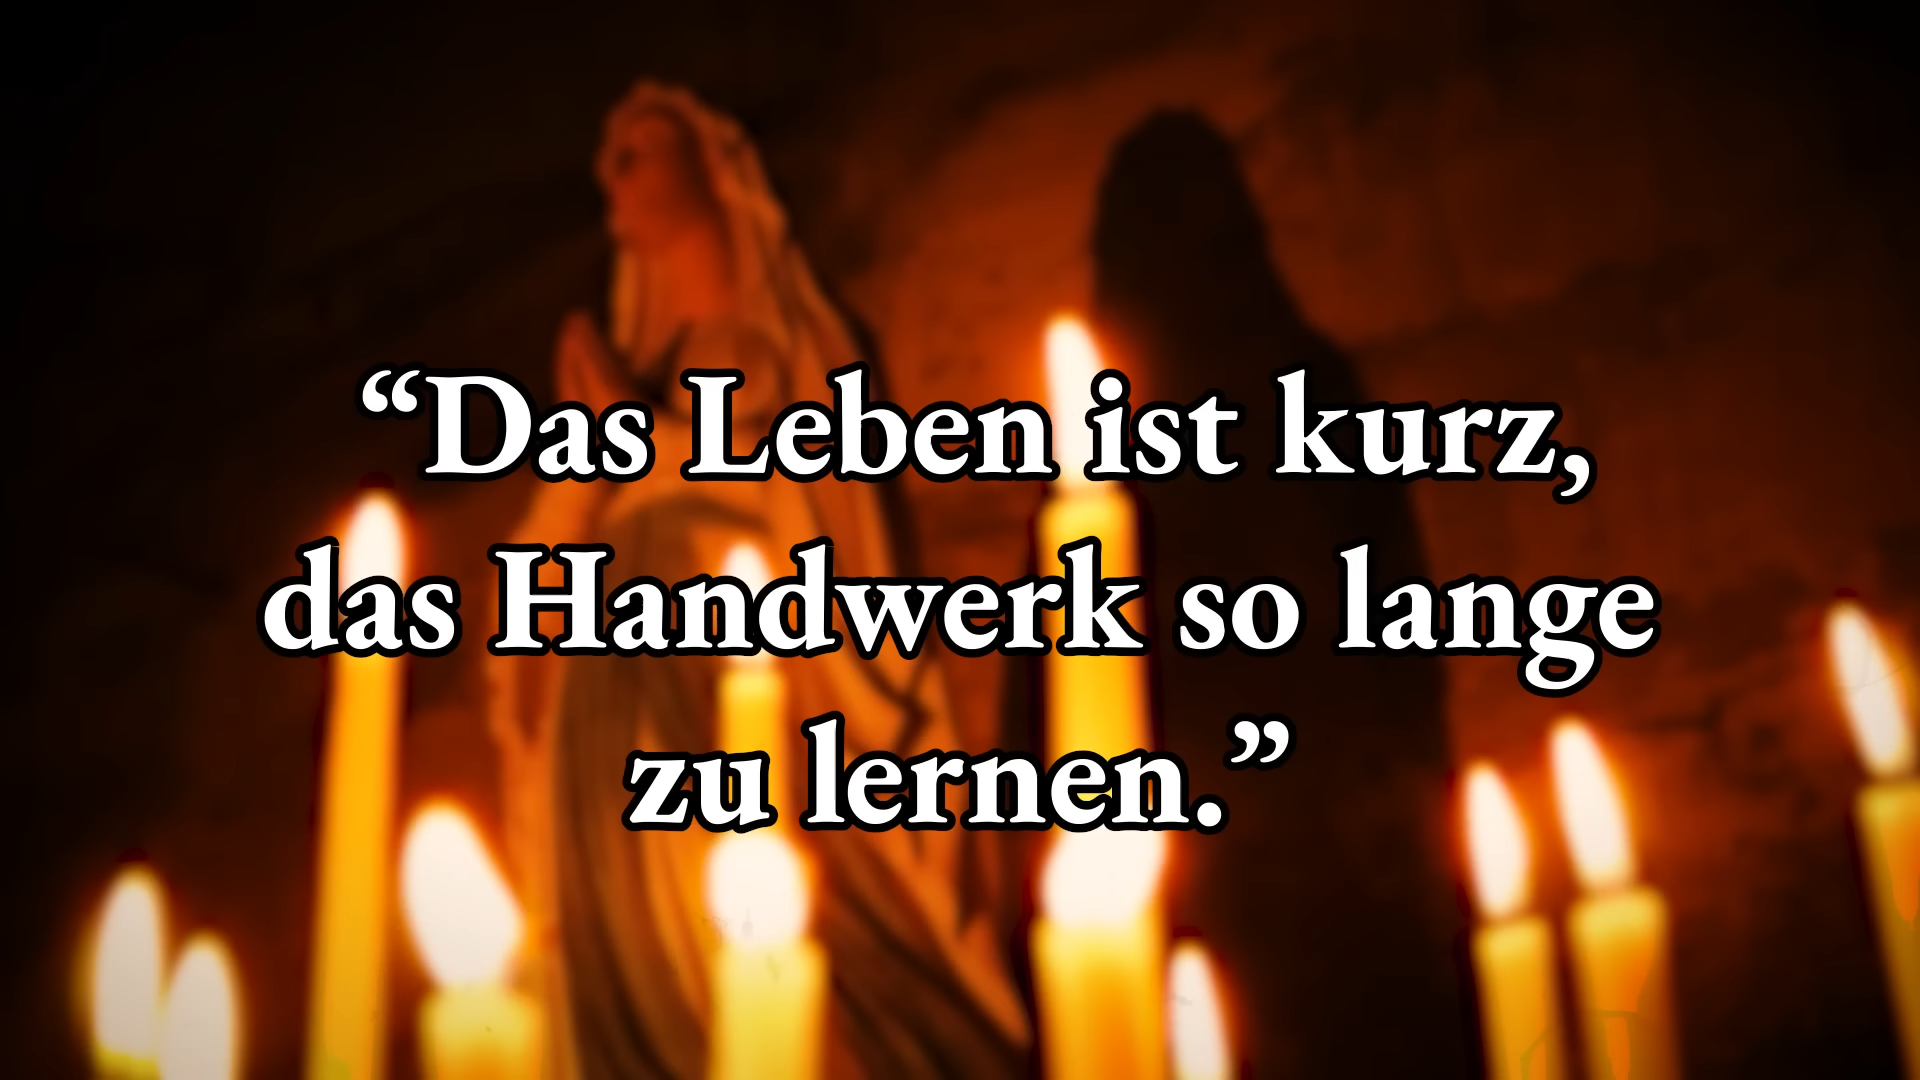 “Das Leben ist kurz,
das Handwerk so lange
zu lernen.”